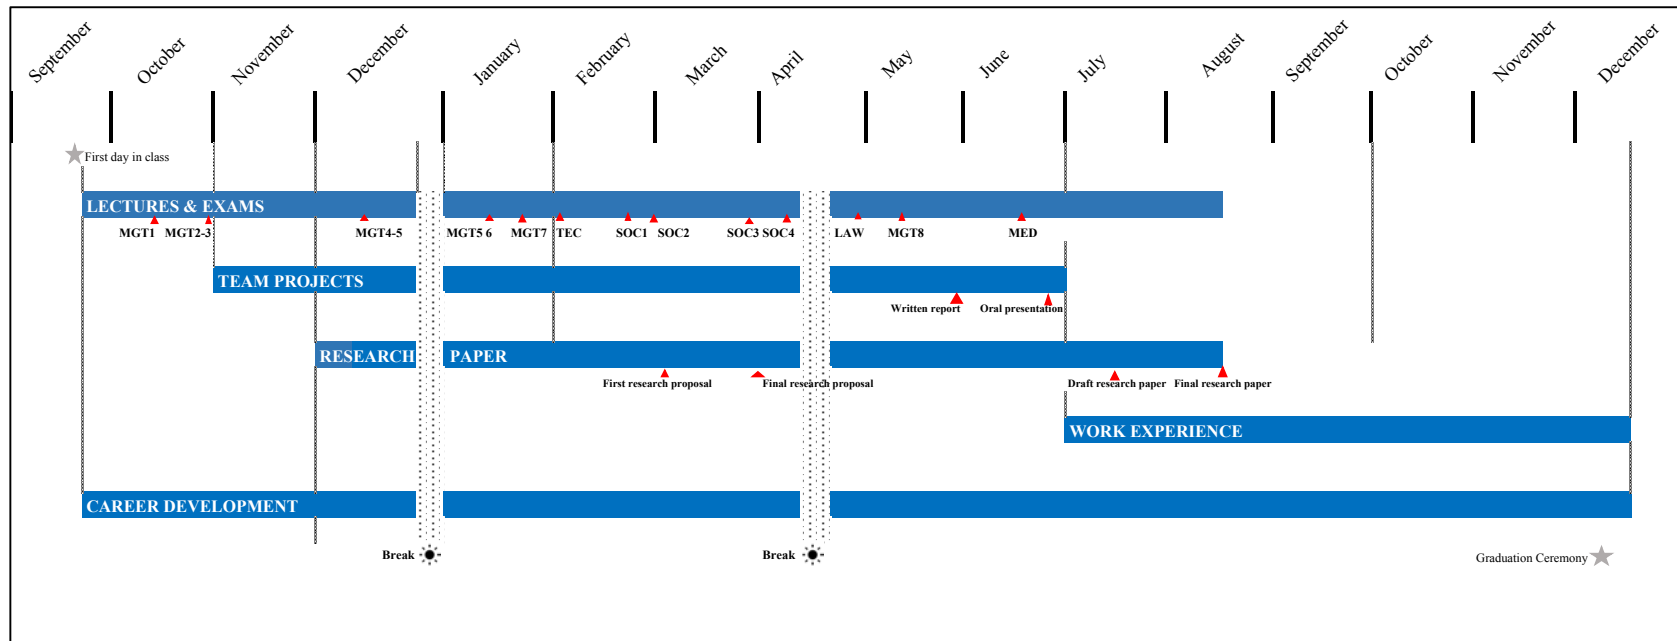 September
October
November
December
January
February
March
April
May
June
July
August
September
October
November
December
First day in class
LECTURES & EXAMS
MGT1
MGT2-3
MGT4-5
MGT5 6
MGT7
TEC
SOC1
SOC2
SOC3
SOC4
LAW
MGT8
MED
TEAM PROJECTS
Written report
Oral presentation
RESEARCH PAPER
First research proposal
Final research proposal
Draft research paper
Final research paper
WORK EXPERIENCE
CAREER DEVELOPMENT
Break
Break
Graduation Ceremony